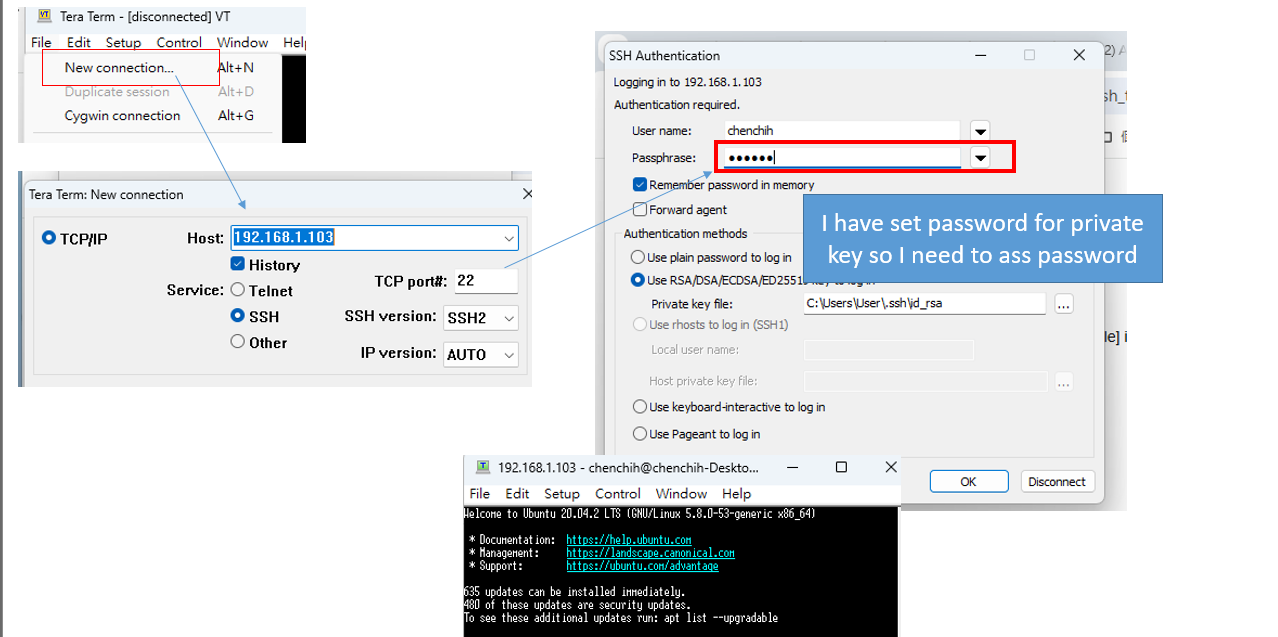 Tera Term - [disconnected] VT
File Edit Setup Control Window Help
New connection... Alt+N
Duplicate session Alt+D
Cygwin connection Alt+G
Tera Term: New connection
TCP/IP
Host: 192.168.1.103
History
Service: Telnet
TCP port#: 22
SSH
SSH version: SSH2
Other
IP version: AUTO
SSH Authentication
Logging in to 192.168.1.103
Authentication required.
User name: chenchih
Passphrase: ••••••
Remember password in memory
Forward agent
Authentication methods
Use plain password to log in
Use RSA/DSA/ECDSA/ED25519 key to log in
Private key file: C:\Users\User\.ssh\id_rsa ...
Use rhosts to log in (SSH1)
Local user name:
Host private key file: ...
Use keyboard-interactive to log in
Use Pageant to log in
OK Disconnect
I have set password for private
key so I need to ass password
192.168.1.103 - chenchih@chenchih-Deskto...
File Edit Setup Control Window Help
Welcome to Ubuntu 20.04.2 LTS (GNU/Linux 5.8.0-53-generic x86_64)
* Documentation: https://help.ubuntu.com
* Management: https://landscape.canonical.com
* Support: https://ubuntu.com/advantage
635 updates can be installed immediately.
480 of these updates are security updates.
To see these additional updates run: apt list --upgradable